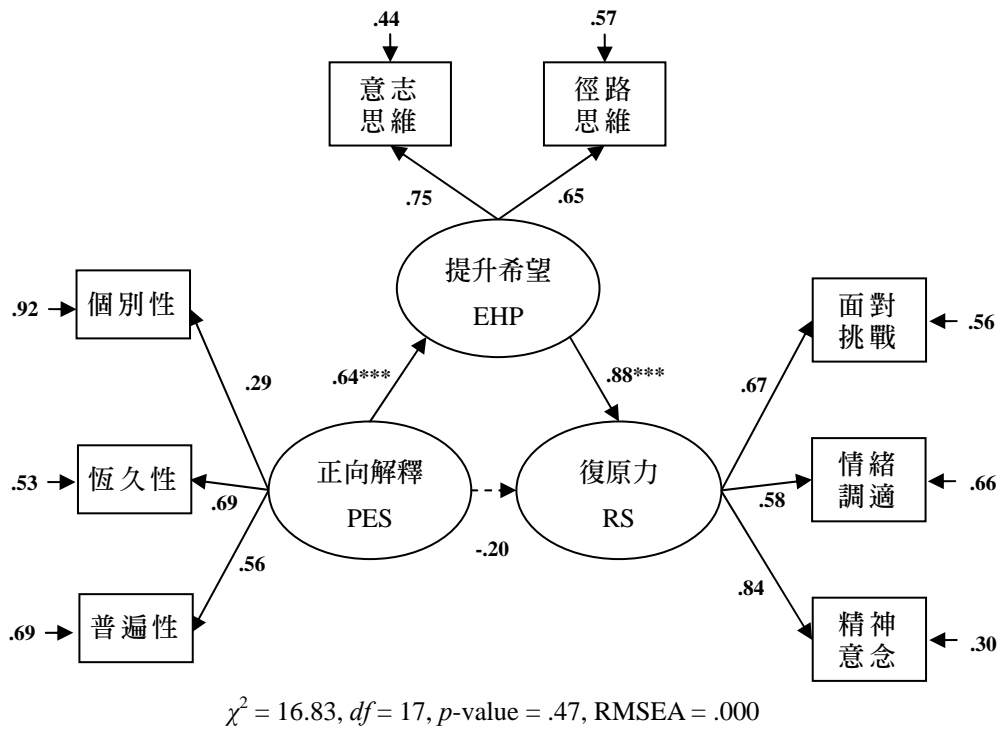 .44
.57
意志
思維
徑路
思維
.75
.65
提升希望
EHP
.92
個別性
面對
挑戰
.56
.64***
.88***
.29
.67
.53
恆久性
.69
正向解釋
PES
-.20
復原力
RS
.58
情緒
調適
.66
.56
.84
.69
普遍性
精神
意念
.30
χ² = 16.83, df = 17, p-value = .47, RMSEA = .000